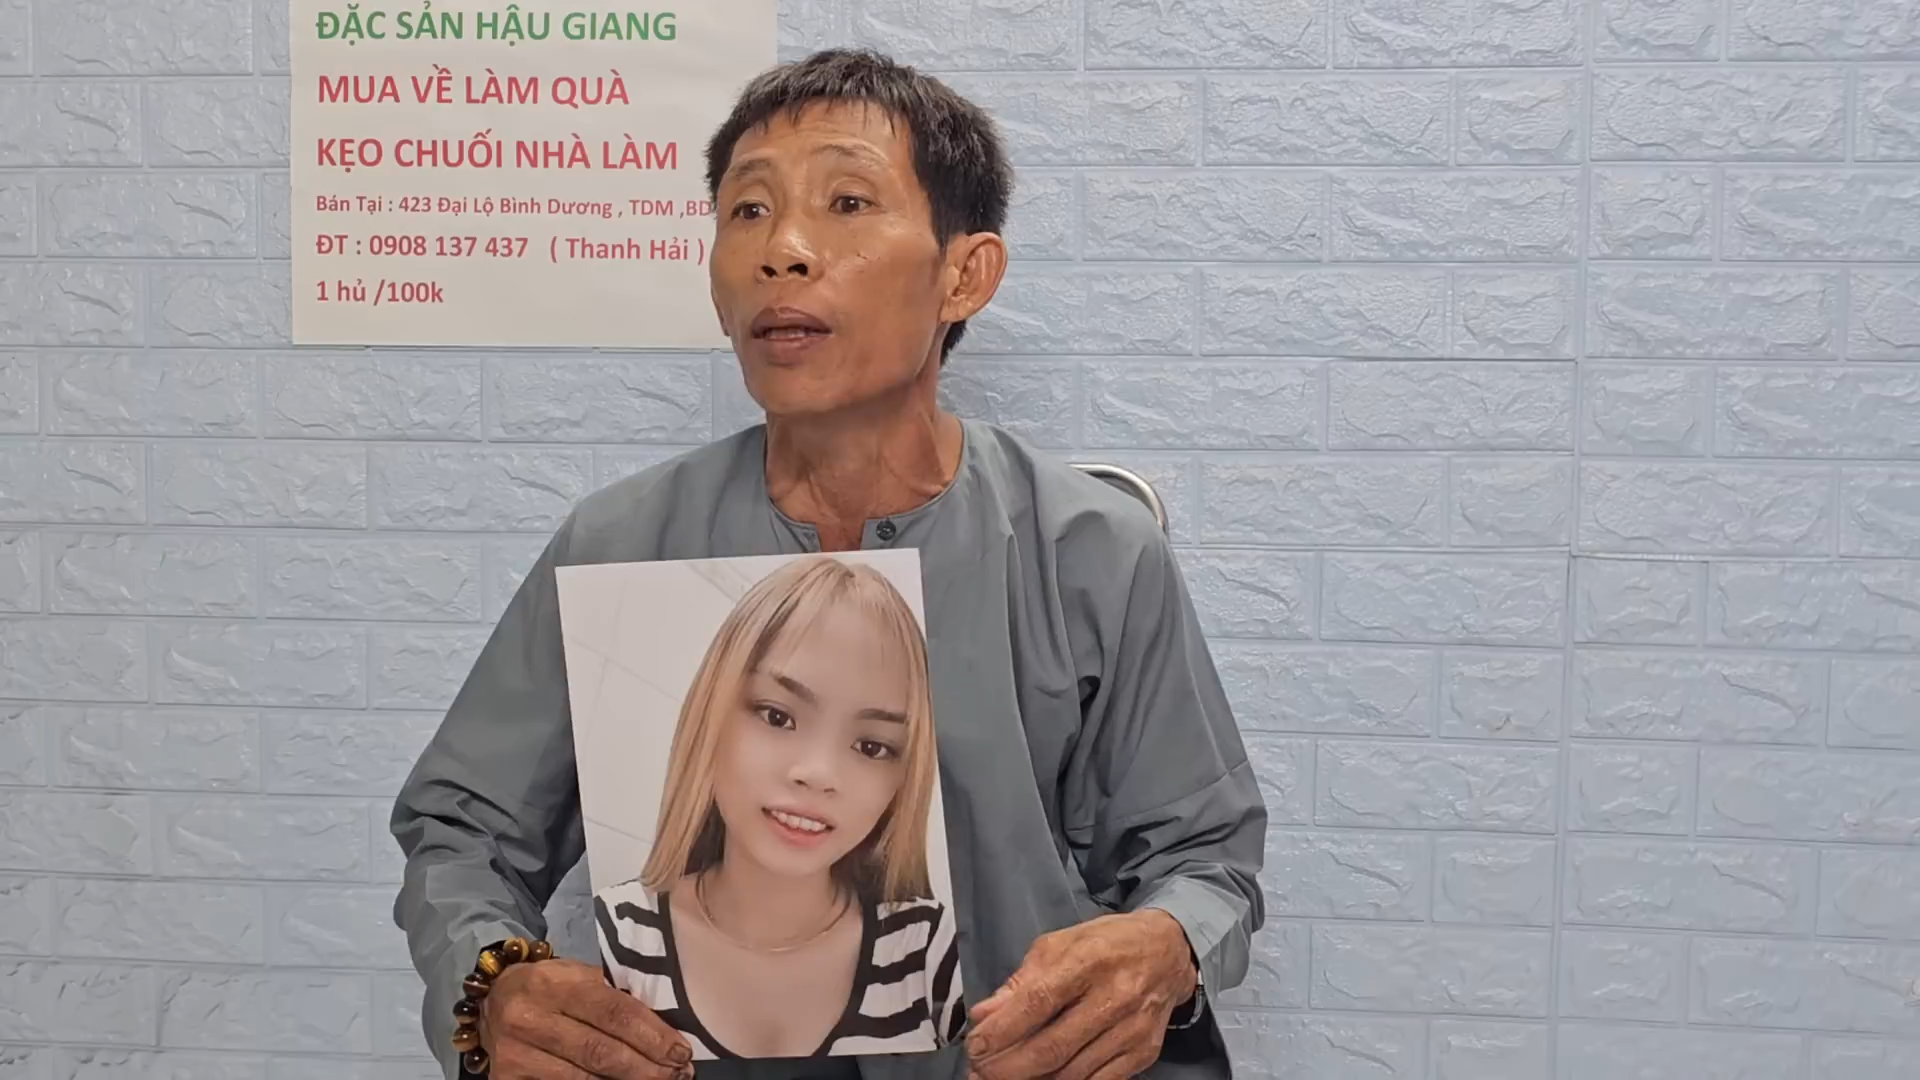 ĐẶC SẢN HẬU GIANG
MUA VỀ LÀM QUÀ
KẸO CHUỐI NHÀ LÀM
Bán Tại : 423 Đại Lộ Bình Dương , TDM ,BD
ĐT : 0908 137 437 ( Thanh Hải )
1 hủ /100k